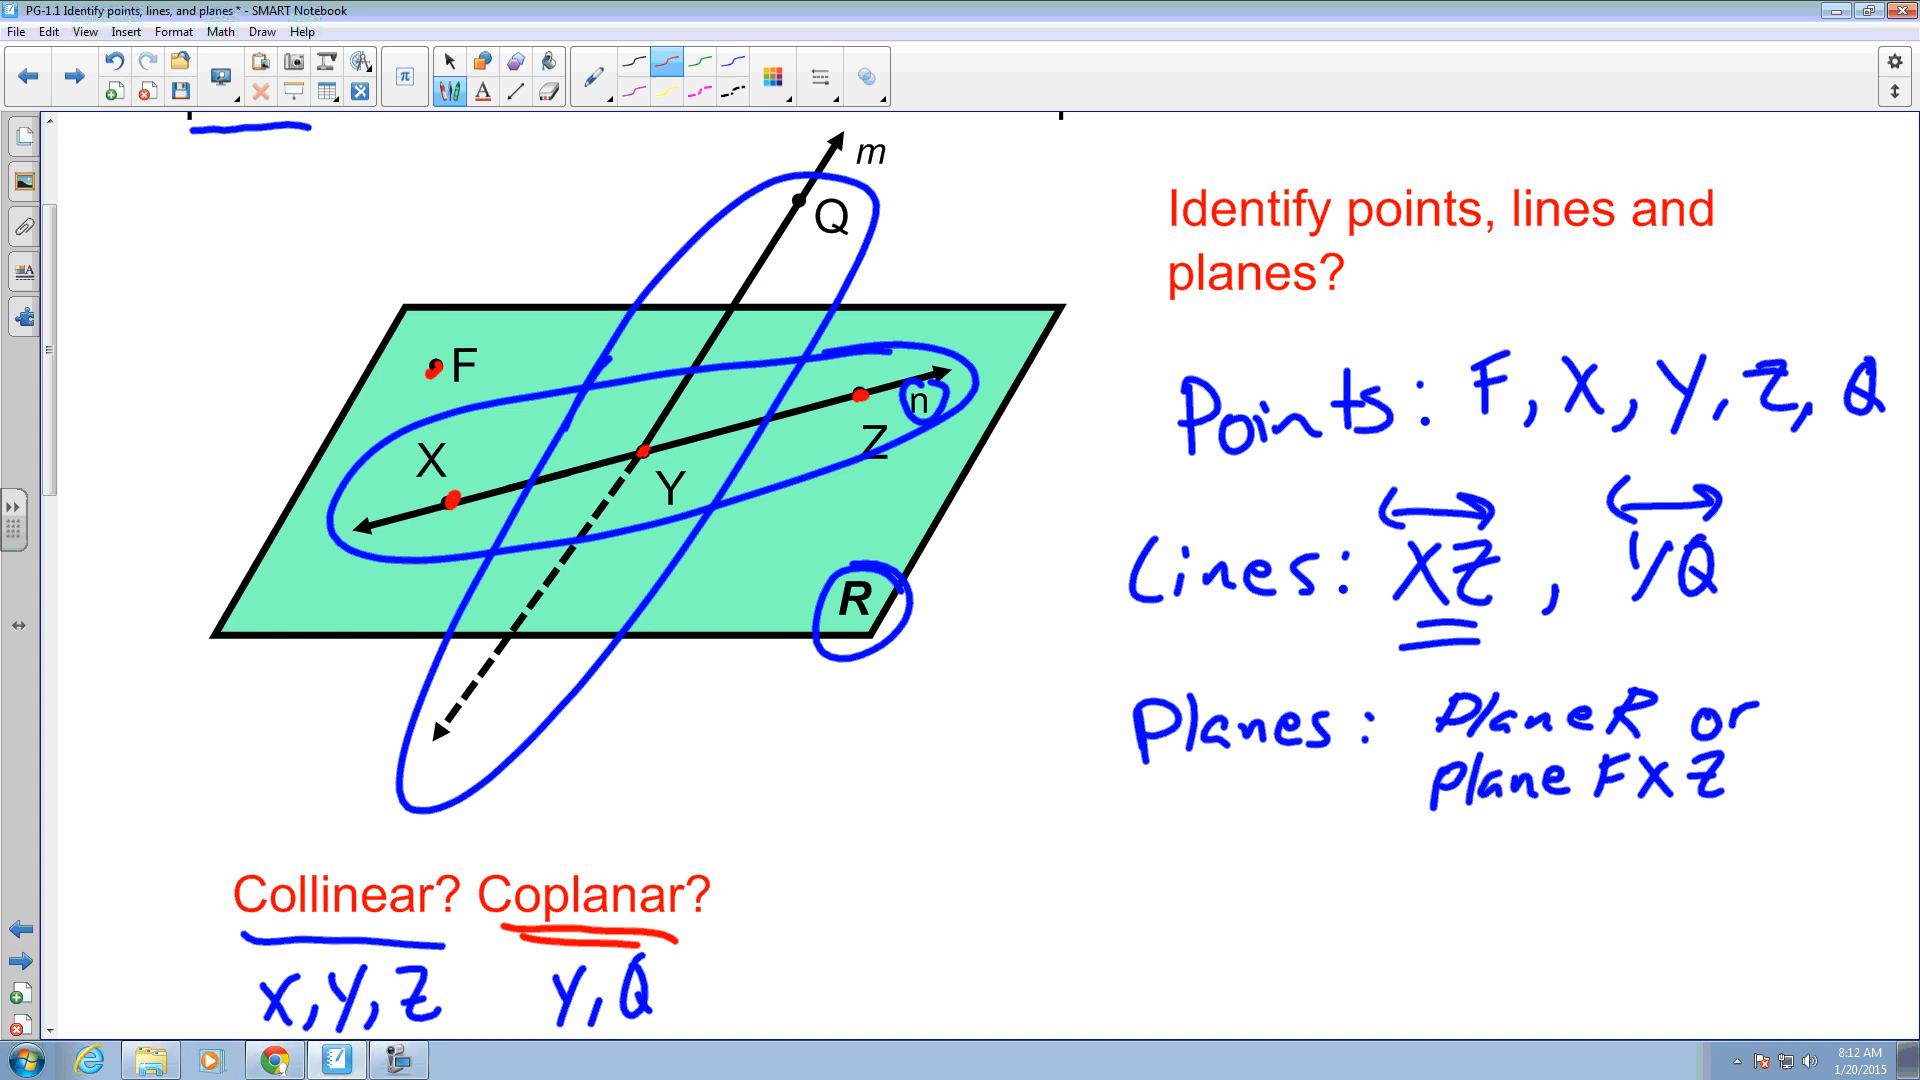 PG-1.1 Identify points, lines, and planes * - SMART Notebook
File Edit View Insert Format Math Draw Help
m
Q
F
n
X
Z
Y
R
Identify points, lines and
planes?
Points: F, X, Y, Z, Q
Lines: XZ, YQ
Planes: Plane R or
plane FXZ
Collinear? Coplanar?
X, Y, Z Y, Q
8:12 AM
1/20/2015